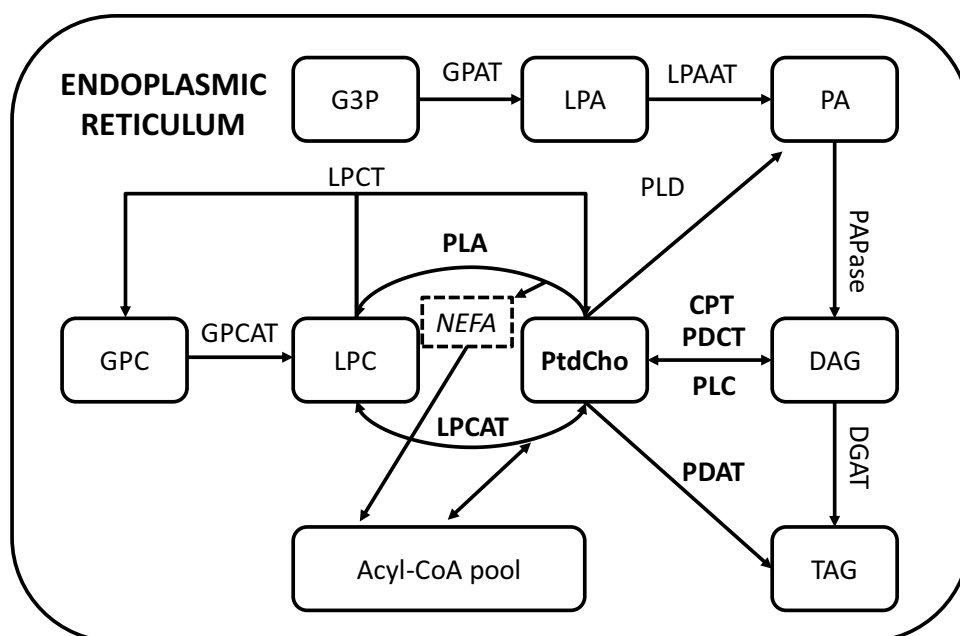 ENDOPLASMIC
RETICULUM
G3P
GPAT
LPA
LPAAT
PA
LPCT
PLD
PAPase
PLA
NEFA
GPC
GPCAT
LPC
PtdCho
CPT
PDCT
PLC
DAG
LPCAT
PDAT
DGAT
Acyl-CoA pool
TAG